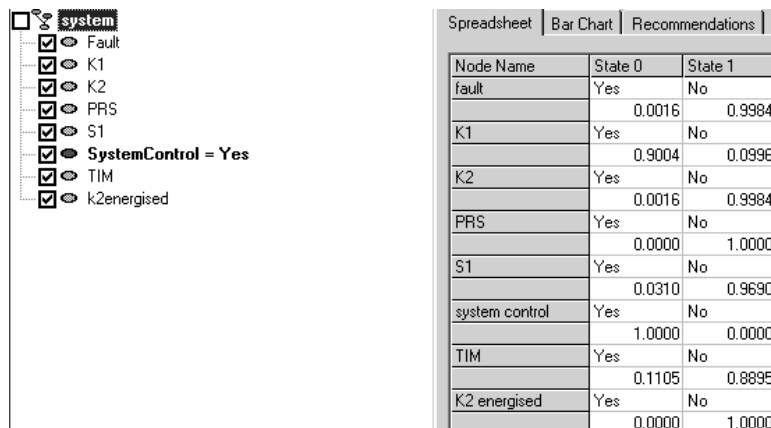 system
Fault
K1
K2
PRS
S1
SystemControl = Yes
TIM
k2energised
Spreadsheet Bar Chart Recommendations
Node Name State 0 State 1
fault Yes No
0.0016 0.9984
K1 Yes No
0.9004 0.0996
K2 Yes No
0.0016 0.9984
PRS Yes No
0.0000 1.0000
S1 Yes No
0.0310 0.9690
system control Yes No
1.0000 0.0000
TIM Yes No
0.1105 0.8895
K2 energised Yes No
0.0000 1.0000